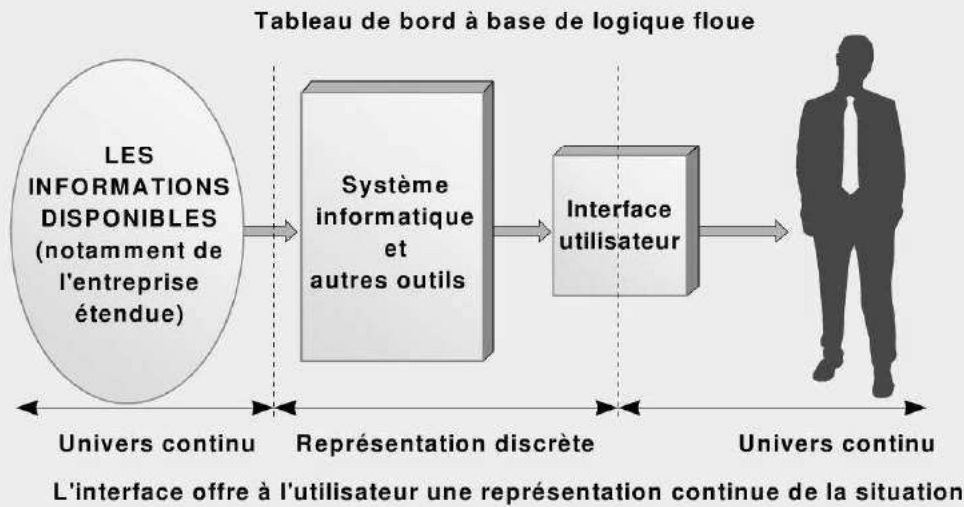 Tableau de bord à base de logique floue
LES
INFORMATIONS
DISPONIBLES
(notamment de
l'entreprise
étendue)
Système
informatique
et
autres outils
Interface
utilisateur
Univers continu
Représentation discrète
Univers continu
L'interface offre à l'utilisateur une représentation continue de la situation